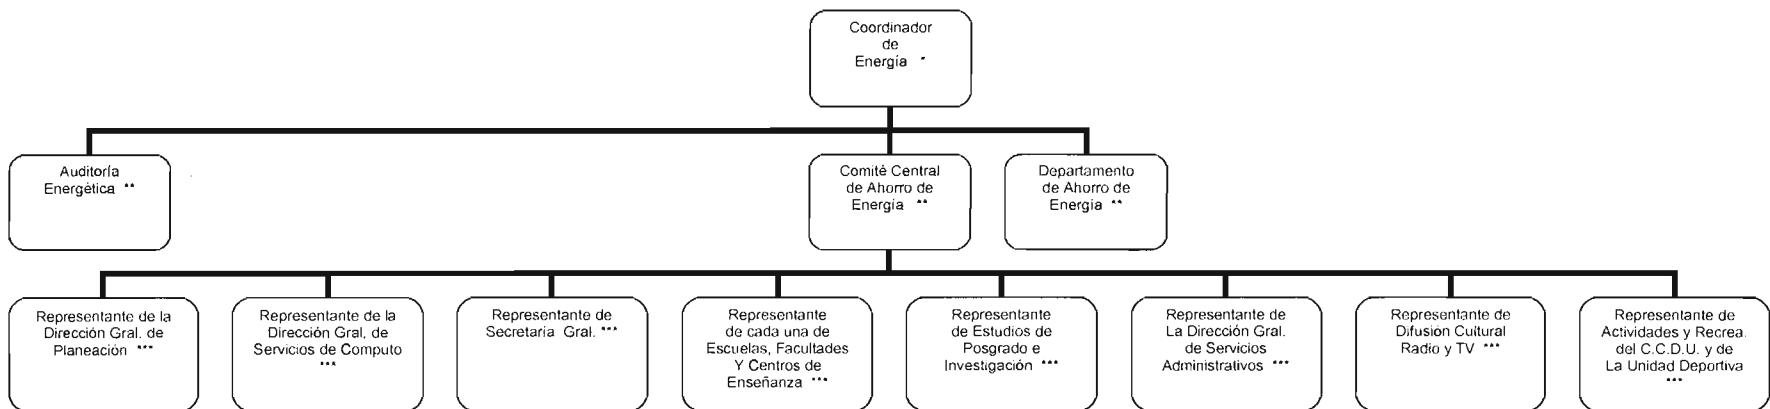 Coordinador
de
Energía *
Auditoría
Energética **
Comité Central
de Ahorro de
Energía **
Departamento
de Ahorro de
Energía **
Representante de la
Dirección Gral. de
Planeación ***
Representante de la
Dirección Gral, de
Servicios de Computo
***
Representante de
Secretaría Gral. ***
Representante
de cada una de
Escuelas, Facultades
Y Centros de
Enseñanza ***
Representante
de Estudios de
Posgrado e
Investigación ***
Representante de
La Dirección Gral.
de Servicios
Administrativos ***
Representante de
Difusión Cultural
Radio y TV ***
Representante de
Actividades y Recrea.
del C.C.D.U. y de
La Unidad Deportiva
***